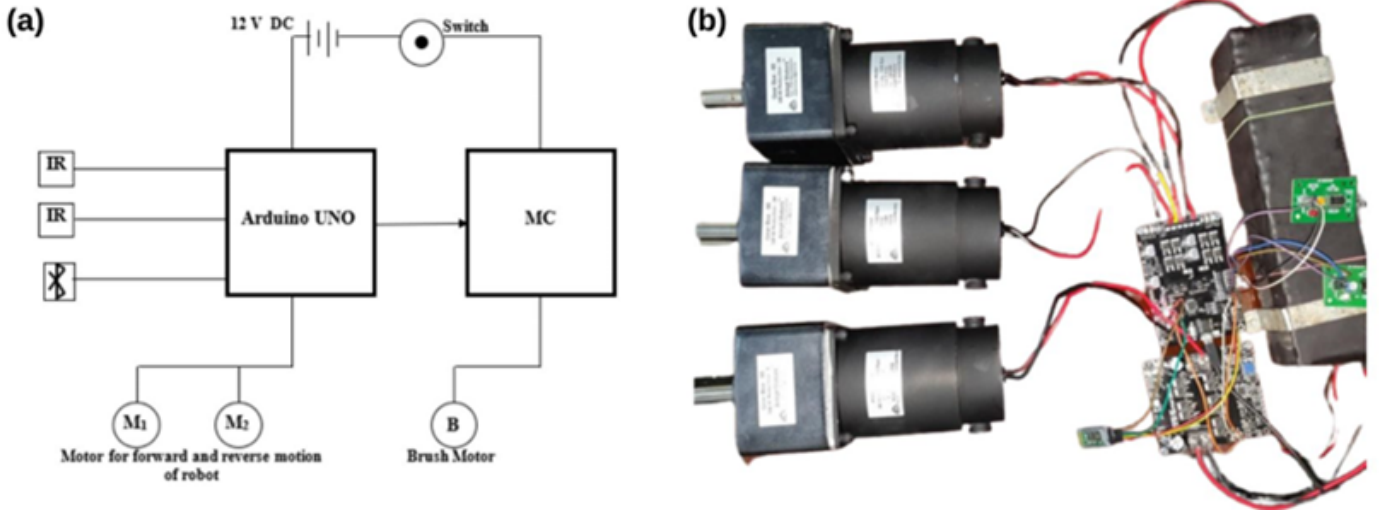 (a)
12 V DC
Switch
IR
IR
Arduino UNO
MC
M₁
M₂
B
Motor for forward and reverse motion
of robot
Brush Motor
(b)